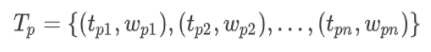 T_p = {(t_{p1}, w_{p1}), (t_{p2}, w_{p2}), ..., (t_{pn}, w_{pn})}